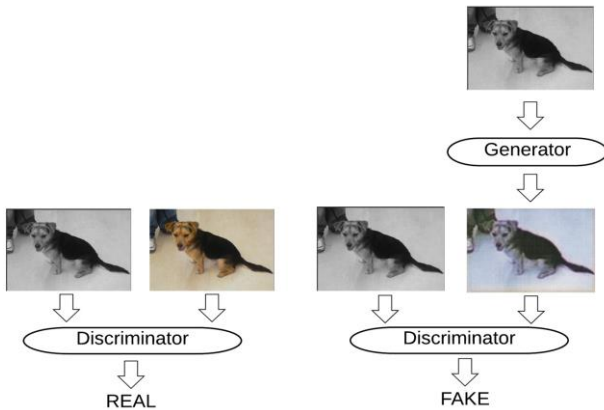 Generator
Discriminator
Discriminator
REAL
FAKE